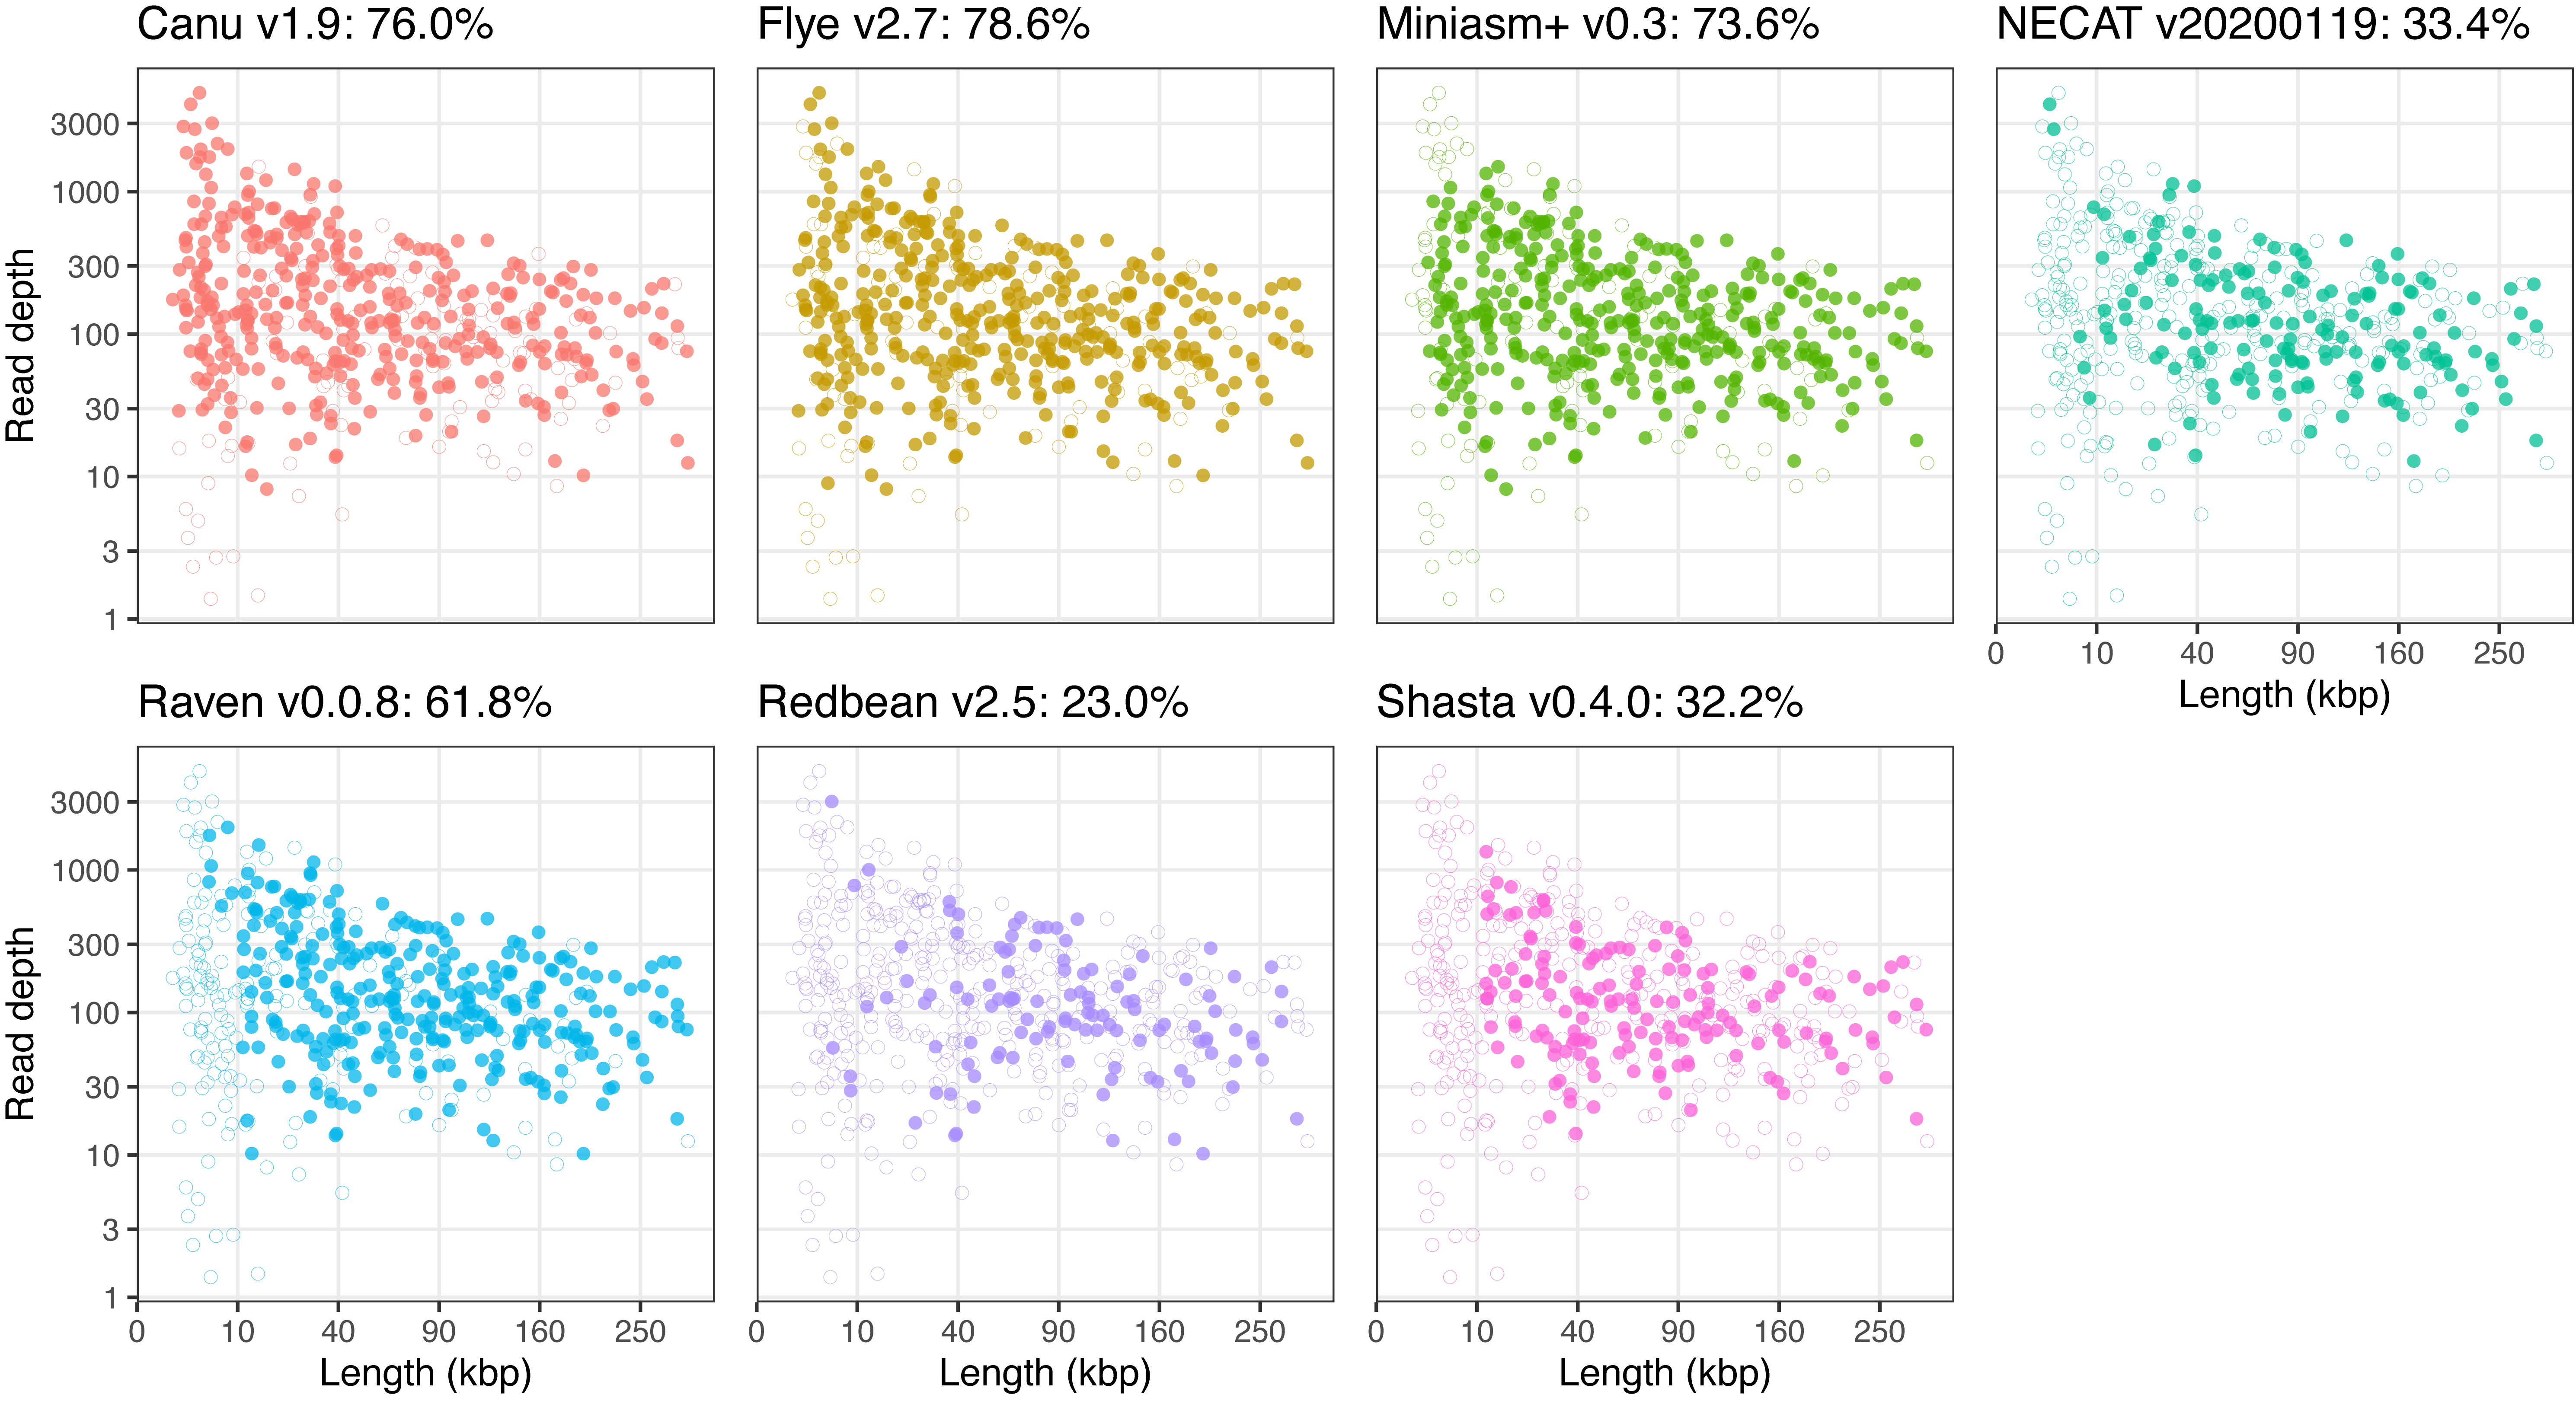 Canu v1.9: 76.0%
Flye v2.7: 78.6%
Miniasm+ v0.3: 73.6%
NECAT v20200119: 33.4%
Read depth
3000
1000
300
100
30
10
3
1
0 10 40 90 160 250
Length (kbp)
Raven v0.0.8: 61.8%
Redbean v2.5: 23.0%
Shasta v0.4.0: 32.2%
Read depth
3000
1000
300
100
30
10
3
1
0 10 40 90 160 250
0 10 40 90 160 250
0 10 40 90 160 250
Length (kbp)
Length (kbp)
Length (kbp)